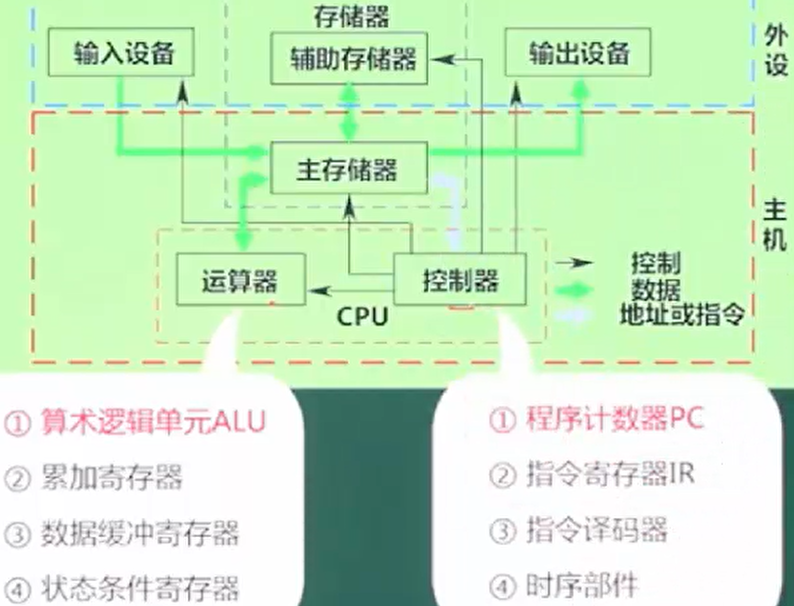 存储器
输入设备
辅助存储器
输出设备
外设
主存储器
主机
运算器
控制器
CPU
控制
数据
地址或指令
① 算术逻辑单元ALU
② 累加寄存器
③ 数据缓冲寄存器
④ 状态条件寄存器
① 程序计数器PC
② 指令寄存器IR
③ 指令译码器
④ 时序部件